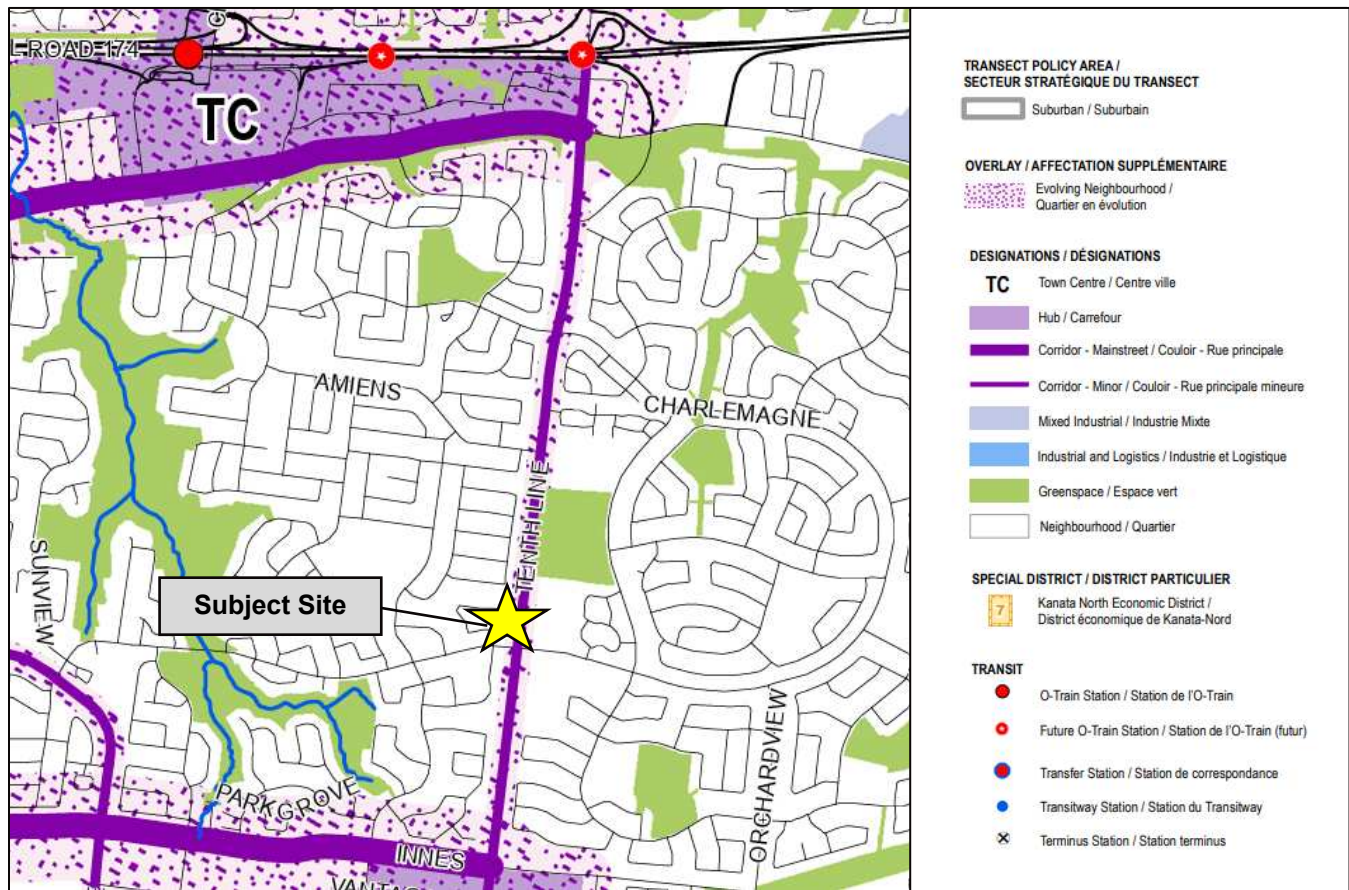 L ROAD 174
TC
AMIENS
CHARLEMAGNE
TENTH LINE
SUNVIEW
Subject Site
ORCHARDVIEW
PARKGROVE
INNES
TRANSECT POLICY AREA /
SECTEUR STRATÉGIQUE DU TRANSECT
Suburban / Suburbain
OVERLAY / AFFECTATION SUPPLÉMENTAIRE
Evolving Neighbourhood /
Quartier en évolution
DESIGNATIONS / DÉSIGNATIONS
TC Town Centre / Centre ville
Hub / Carrefour
Corridor - Mainstreet / Couloir - Rue principale
Corridor - Minor / Couloir - Rue principale mineure
Mixed Industrial / Industrie Mixte
Industrial and Logistics / Industrie et Logistique
Greenspace / Espace vert
Neighbourhood / Quartier
SPECIAL DISTRICT / DISTRICT PARTICULIER
7 Kanata North Economic District /
District économique de Kanata-Nord
TRANSIT
O-Train Station / Station de l'O-Train
Future O-Train Station / Station de l'O-Train (futur)
Transfer Station / Station de correspondance
Transitway Station / Station du Transitway
Terminus Station / Station terminus